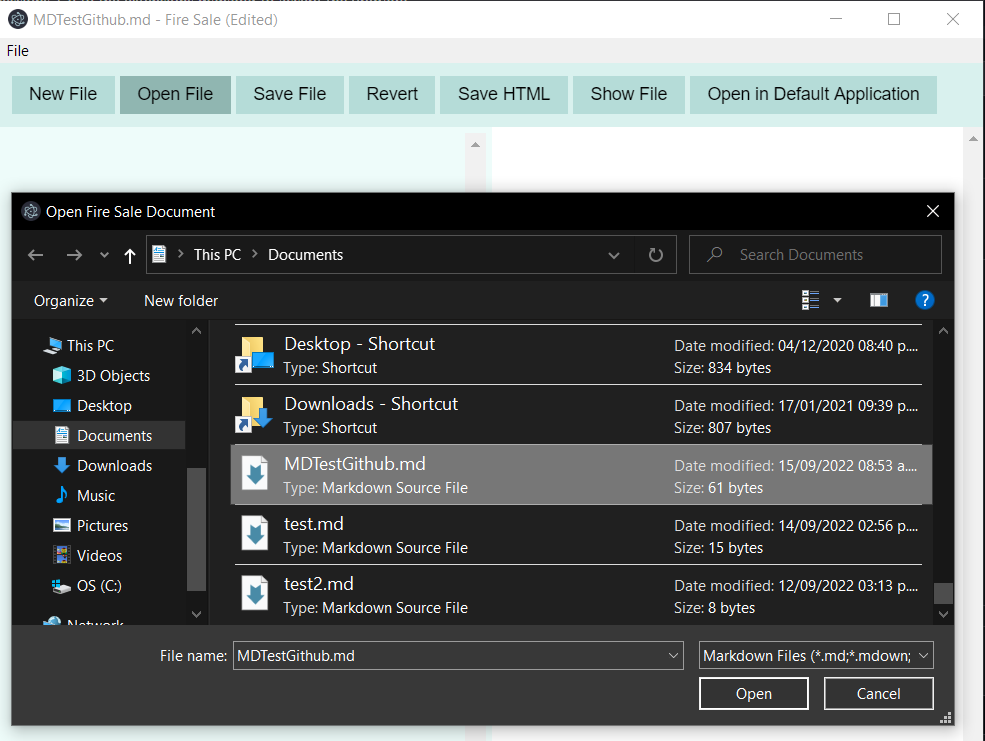 MDTestGithub.md - Fire Sale (Edited)
File
New File Open File Save File Revert Save HTML Show File Open in Default Application
Open Fire Sale Document
This PC Documents Search Documents
Organize New folder
This PC
3D Objects
Desktop
Documents
Downloads
Music
Pictures
Videos
OS (C:)
Network
Desktop - Shortcut Date modified: 04/12/2020 08:40 p....
Type: Shortcut Size: 834 bytes
Downloads - Shortcut Date modified: 17/01/2021 09:39 p....
Type: Shortcut Size: 807 bytes
MDTestGithub.md Date modified: 15/09/2022 08:53 a....
Type: Markdown Source File Size: 61 bytes
test.md Date modified: 14/09/2022 02:56 p....
Type: Markdown Source File Size: 15 bytes
test2.md Date modified: 12/09/2022 03:13 p....
Type: Markdown Source File Size: 8 bytes
File name: MDTestGithub.md Markdown Files (*.md;*.mdown;
Open Cancel